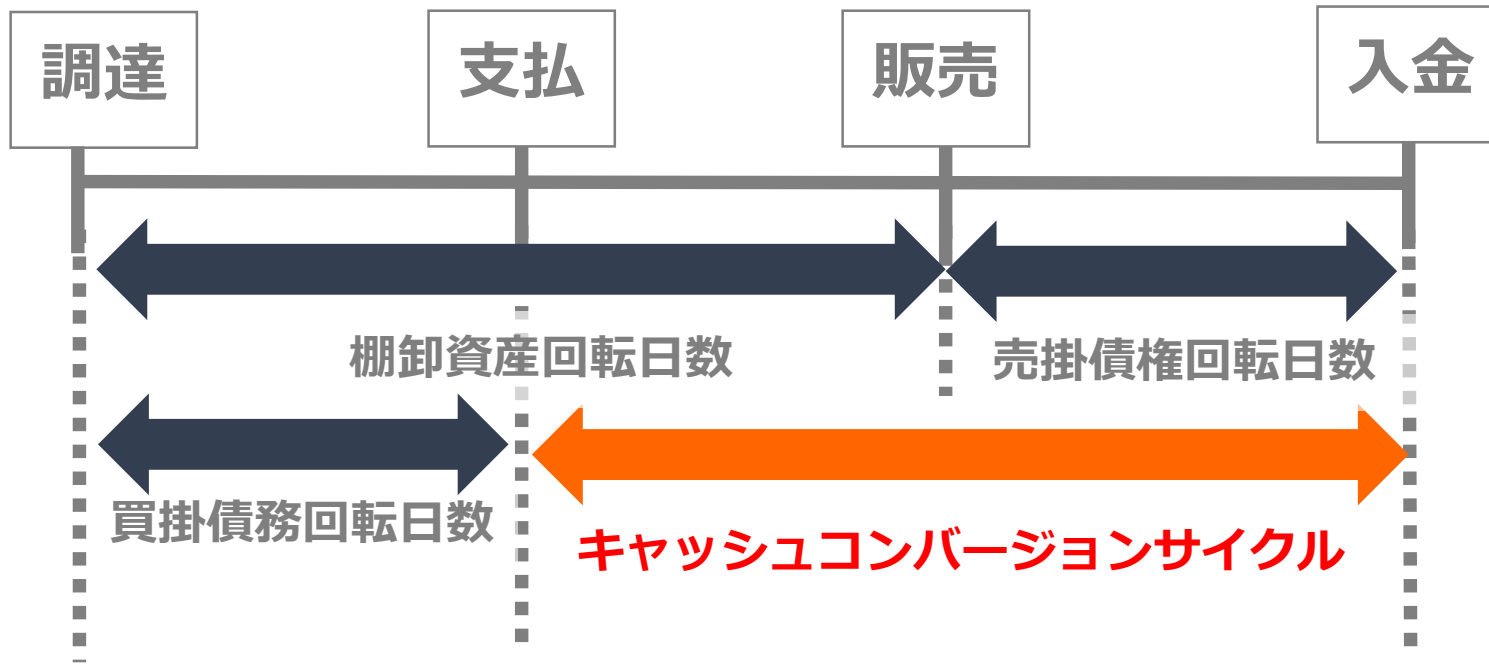 調達
支払
販売
入金
棚卸資産回転日数
売掛債権回転日数
買掛債務回転日数
キャッシュコンバージョンサイクル